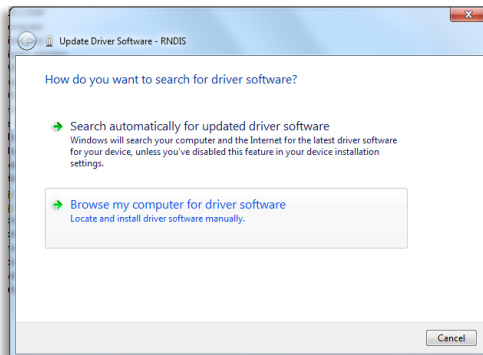 Update Driver Software - RNDIS
How do you want to search for driver software?
Search automatically for updated driver software
Windows will search your computer and the Internet for the latest driver software
for your device, unless you've disabled this feature in your device installation
settings.
Browse my computer for driver software
Locate and install driver software manually.
Cancel